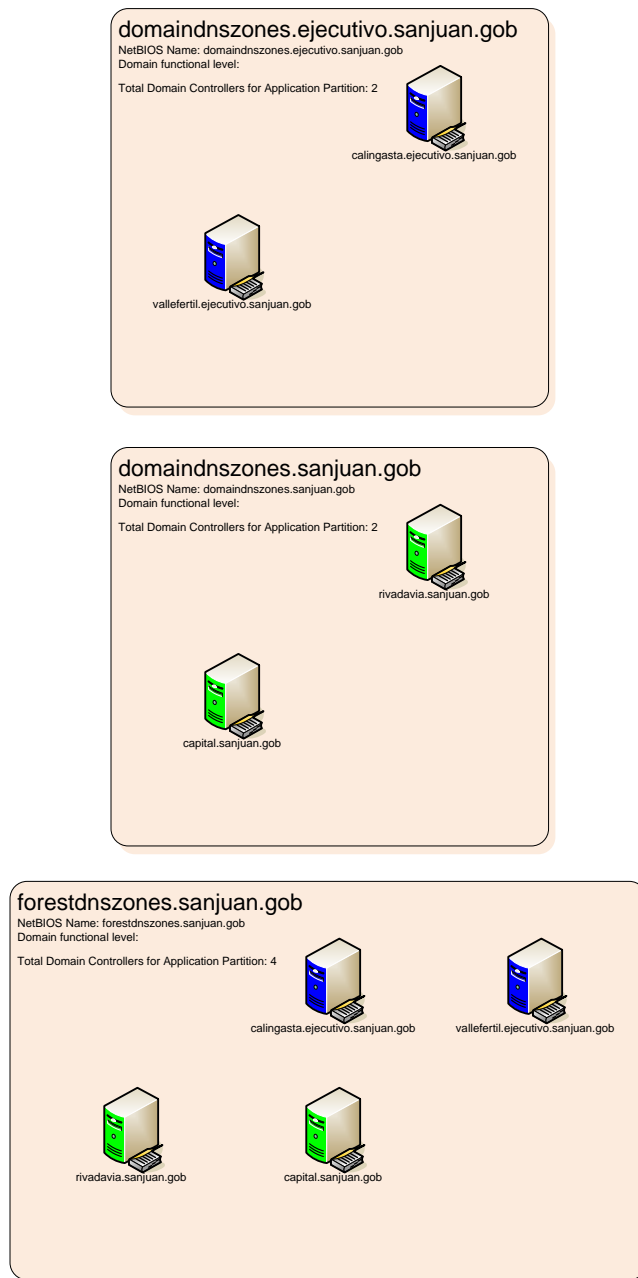 domaindnszones.ejecutivo.sanjuan.gob
NetBIOS Name: domaindnszones.ejecutivo.sanjuan.gob
Domain functional level:
Total Domain Controllers for Application Partition: 2
calingasta.ejecutivo.sanjuan.gob
vallefertil.ejecutivo.sanjuan.gob
domaindnszones.sanjuan.gob
NetBIOS Name: domaindnszones.sanjuan.gob
Domain functional level:
Total Domain Controllers for Application Partition: 2
rivadavia.sanjuan.gob
capital.sanjuan.gob
forestdnszones.sanjuan.gob
NetBIOS Name: forestdnszones.sanjuan.gob
Domain functional level:
Total Domain Controllers for Application Partition: 4
calingasta.ejecutivo.sanjuan.gob
vallefertil.ejecutivo.sanjuan.gob
rivadavia.sanjuan.gob
capital.sanjuan.gob